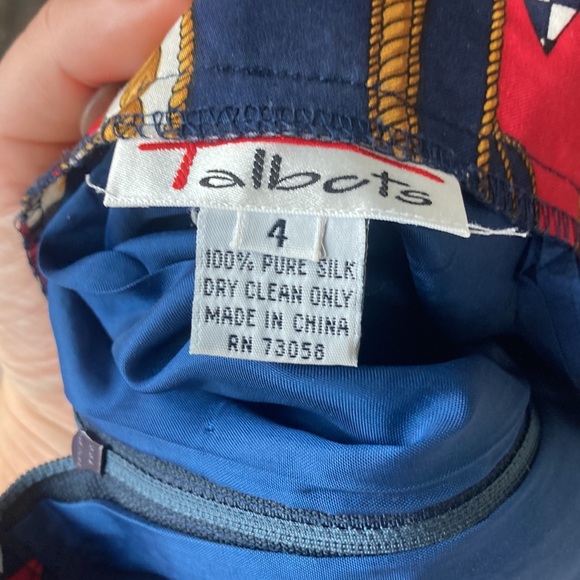 Talbots
4
100% PURE SILK
DRY CLEAN ONLY
MADE IN CHINA
RN 73058